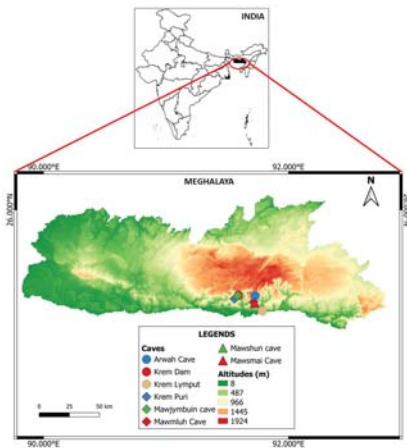 INDIA
90.000°E 92.000°E
MEGHALAYA
26.000°N
26.000°N
N
LEGENDS
Caves
Arwah Cave
Krem Dam
Krem Lymput
Krem Puri
Mawjymbuin cave
Mawmluh Cave
Mawshun cave
Mawsmai Cave
Altitudes (m)
8
487
966
1445
1924
0 25 50 km
90.000°E 92.000°E